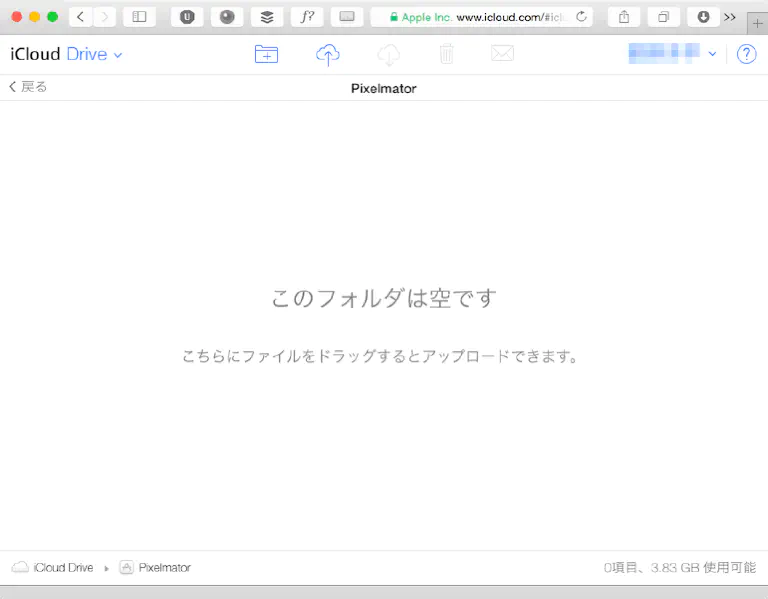 U
f?
Apple Inc. www.icloud.com/#icl
>>
iCloud Drive
?
戻る
Pixelmator
このフォルダは空です
こちらにファイルをドラッグするとアップロードできます。
iCloud Drive
Pixelmator
0項目、3.83 GB 使用可能